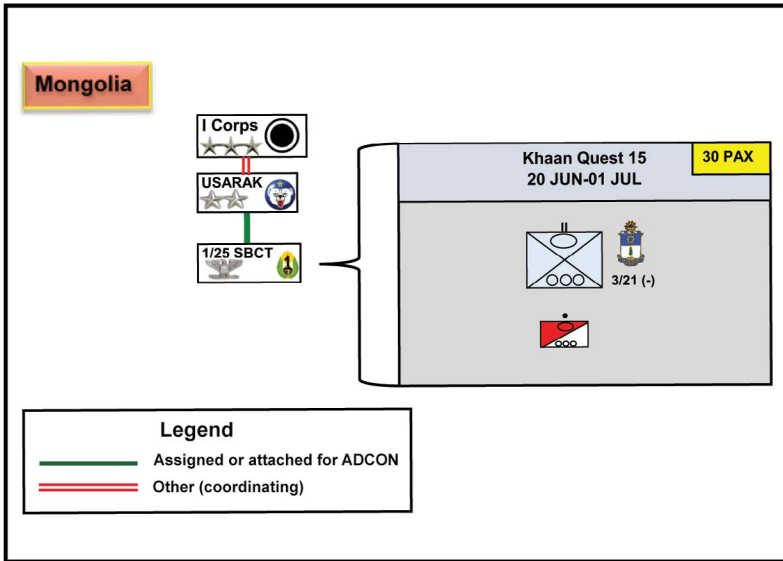 Mongolia
I Corps
USARAK
1/25 SBCT
1
Khaan Quest 15
20 JUN-01 JUL
30 PAX
II
3/21 (-)
Legend
Assigned or attached for ADCON
Other (coordinating)